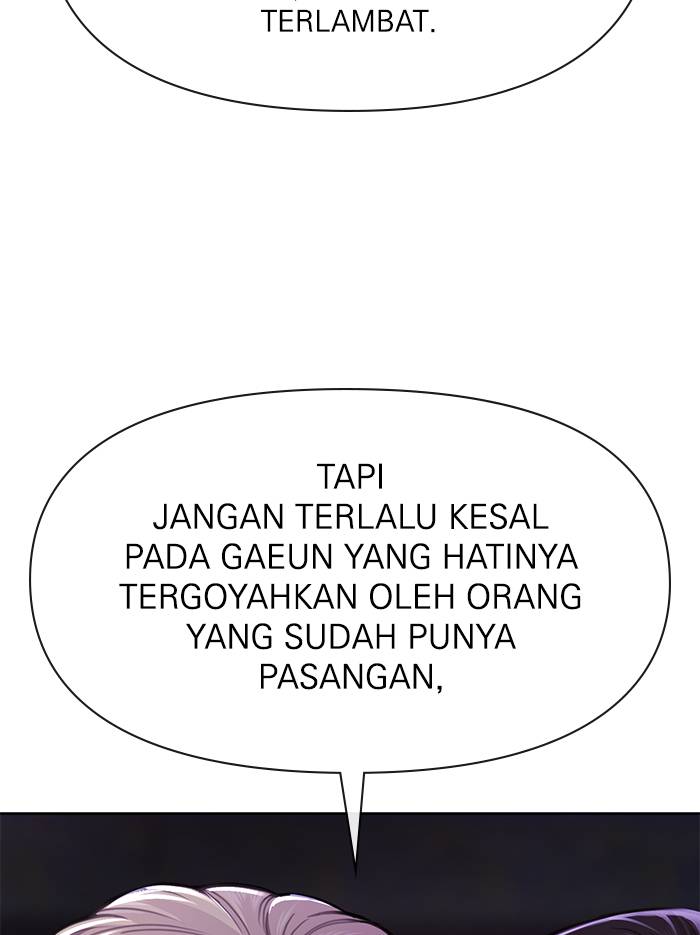 TERLAMBAT.
TAPI
JANGAN TERLALU KESAL
PADA GAEUN YANG HATINYA
TERGOYAHKAN OLEH ORANG
YANG SUDAH PUNYA
PASANGAN,